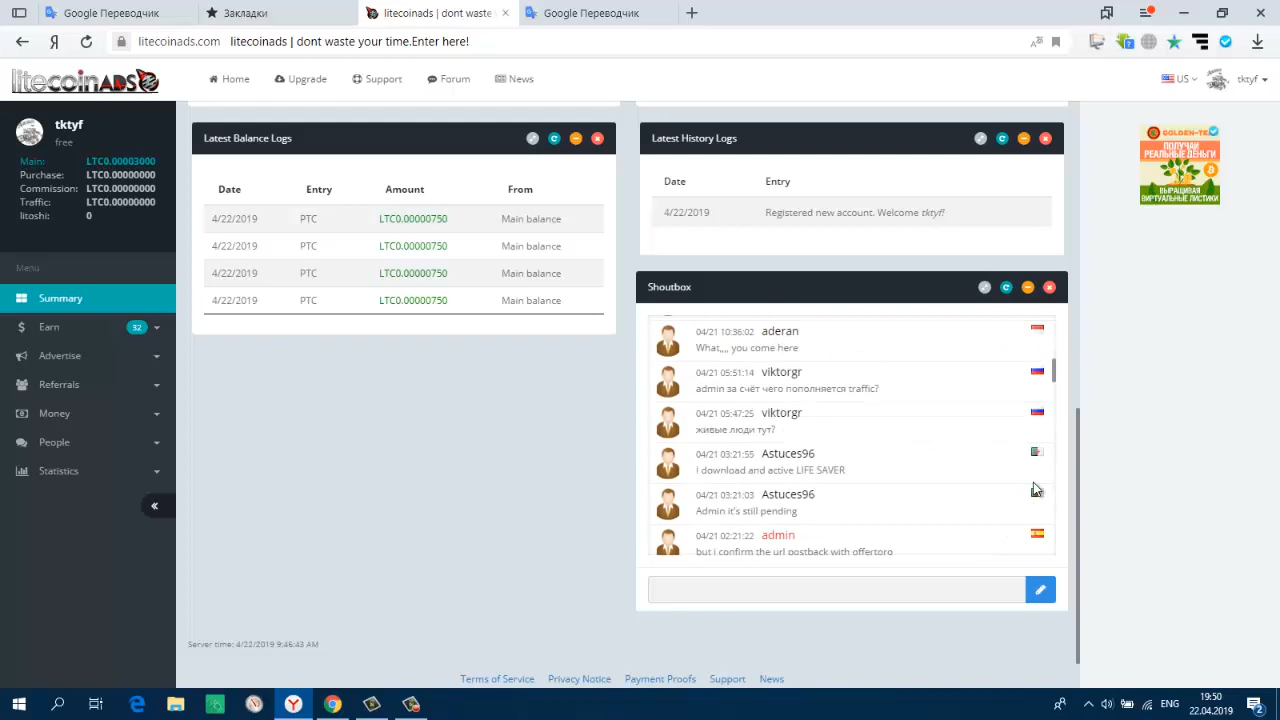 Google Переводчик
Закладки
litecoinads | dont waste
Google Переводчик
litecoinads.com litecoinads | dont waste your time.Enter here!
litecoinADS
Home
Upgrade
Support
Forum
News
US
tktyf
tktyf
free
Main: LTC0.00003000
Purchase: LTC0.00000000
Commission: LTC0.00000000
Traffic: LTC0.00000000
litoshi: 0
Menu
Summary
Earn 32
Advertise
Referrals
Money
People
Statistics
Latest Balance Logs
Date Entry Amount From
4/22/2019 PTC LTC0.00000750 Main balance
4/22/2019 PTC LTC0.00000750 Main balance
4/22/2019 PTC LTC0.00000750 Main balance
4/22/2019 PTC LTC0.00000750 Main balance
Latest History Logs
Date Entry
4/22/2019 Registered new account. Welcome tktyf!
Shoutbox
04/21 10:36:02 aderan
What,,,, you come here
04/21 05:51:14 viktorgr
admin за счёт чего пополняется traffic?
04/21 05:47:25 viktorgr
живые люди тут?
04/21 03:21:55 Astuces96
I download and active LIFE SAVER
04/21 03:21:03 Astuces96
Admin it's still pending
04/21 02:21:22 admin
but i confirm the url postback with offertoro
GOLDEN-TE
ПОЛУЧАЙ
РЕАЛЬНЫЕ ДЕНЬГИ
ВЫРАЩИВАЯ
ВИРТУАЛЬНЫЕ ЛИСТИКИ
Server time: 4/22/2019 9:45:43 AM
Terms of Service
Privacy Notice
Payment Proofs
Support
News
ENG
19:50
22.04.2019
2